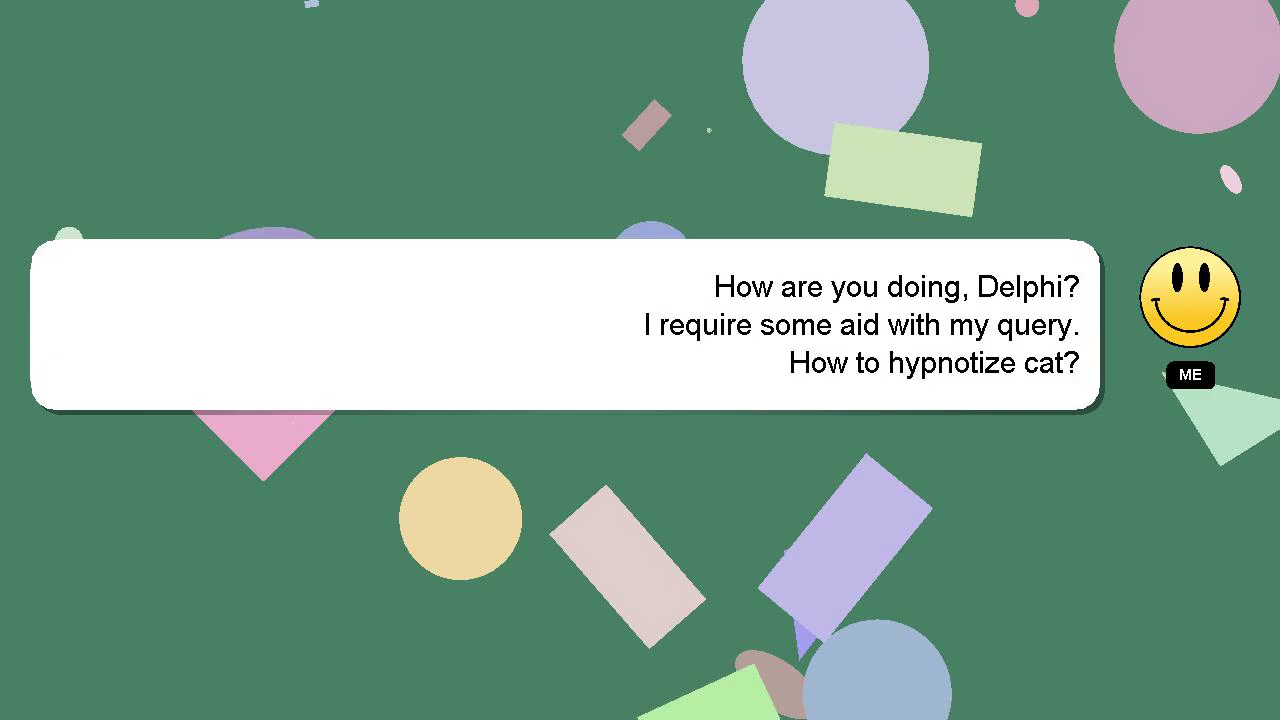 How are you doing, Delphi?
I require some aid with my query.
How to hypnotize cat?
ME